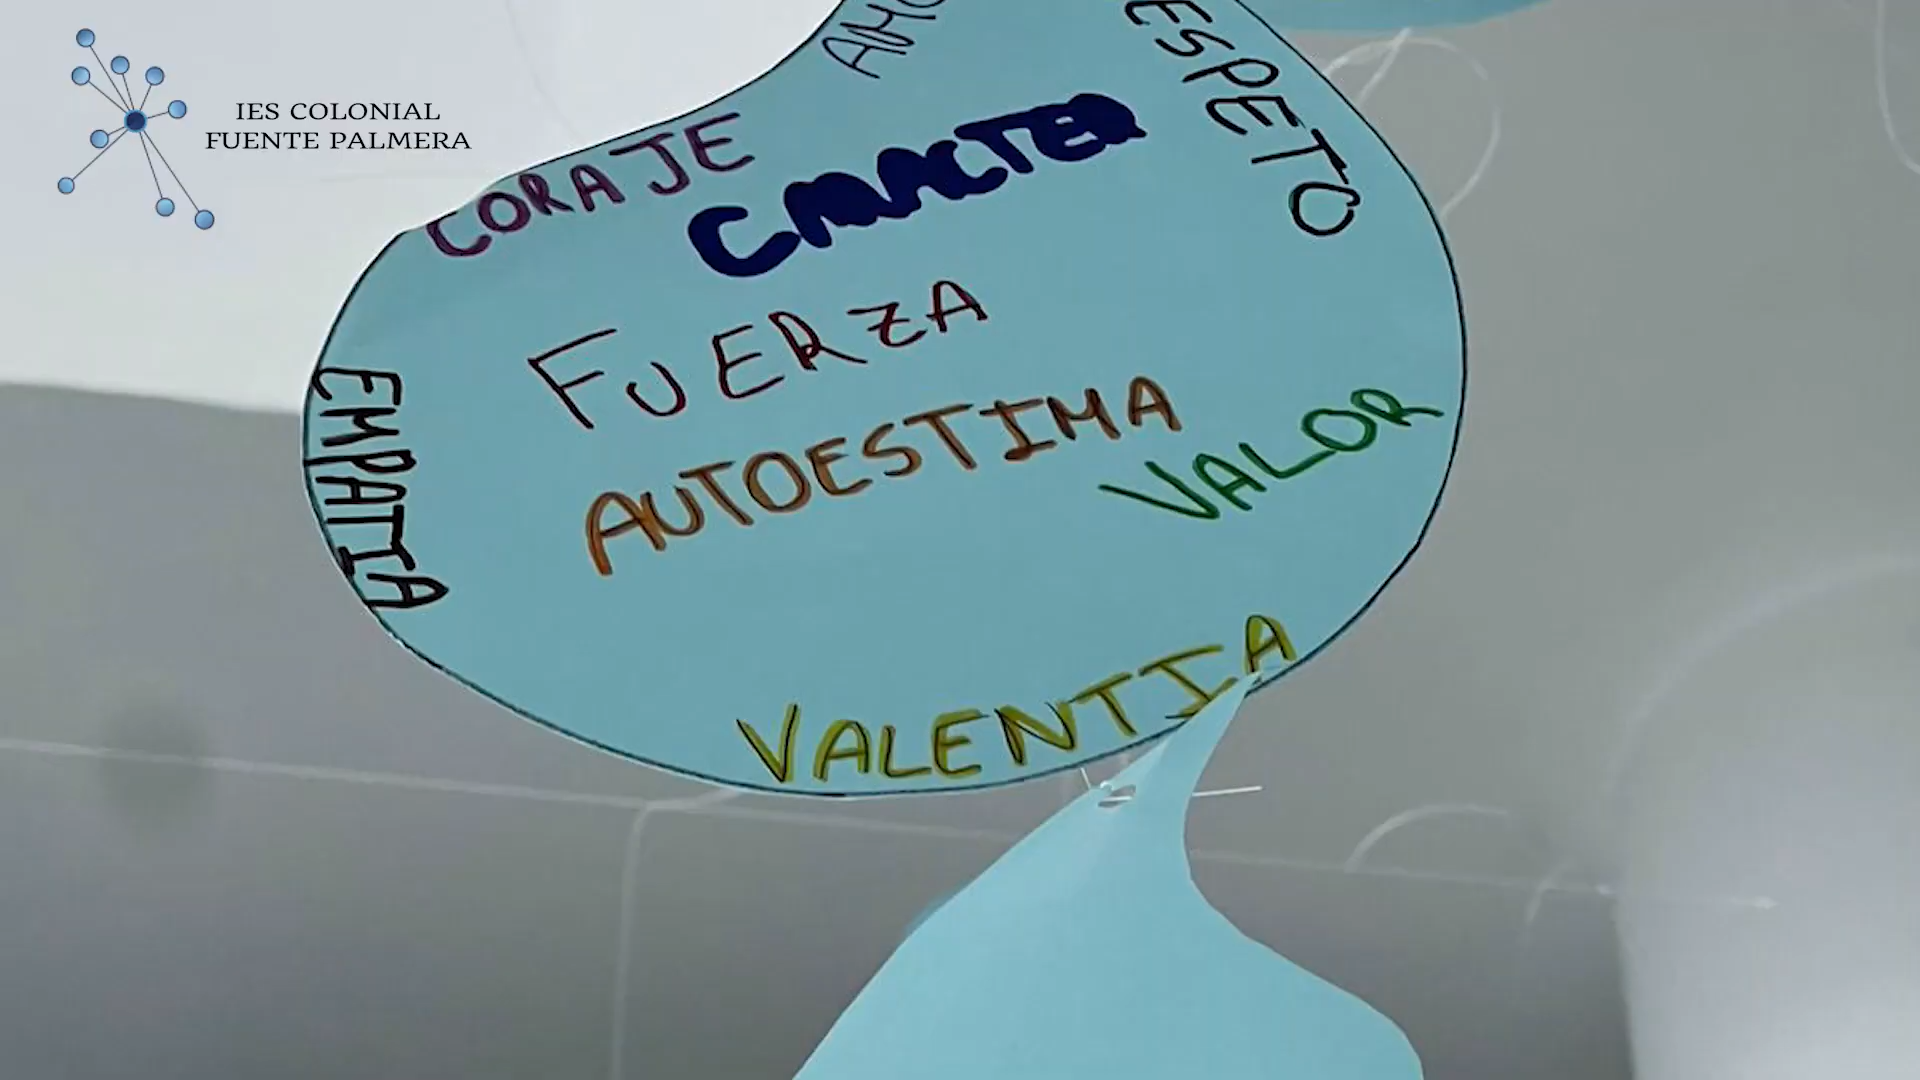 IES COLONIAL
FUENTE PALMERA
CORAJE
CARACTER
ESPETO
FUERZA
AUTOESTIMA
VALOR
EMPATIA
VALENTIA